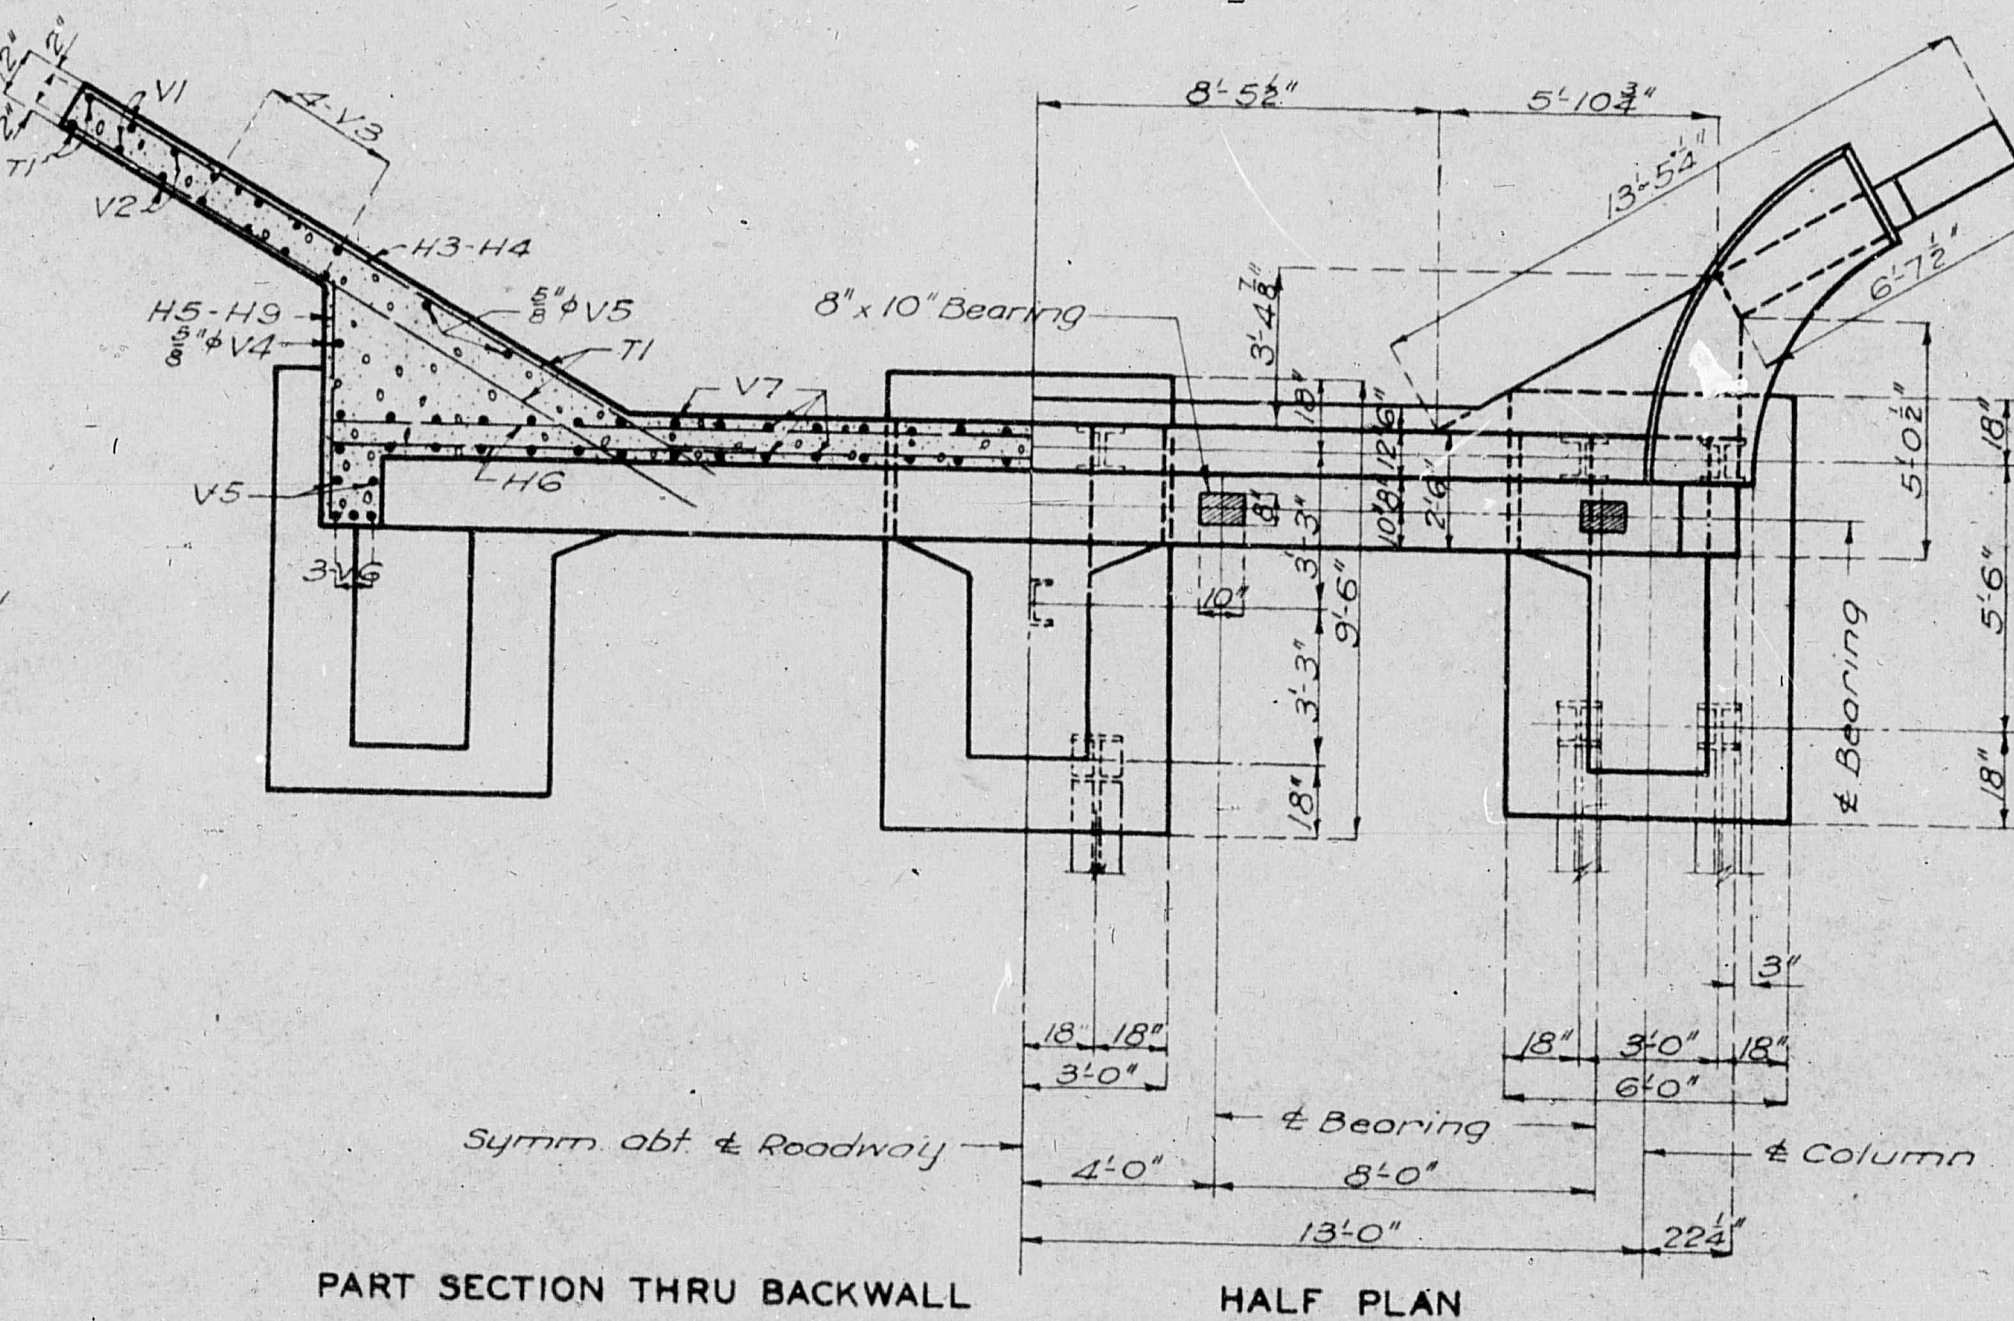 2"
12"
2"
V1
4-V3
T1
V2
H3-H4
H5-H9
5/8"ϕV5
5/8"ϕV4
T1
V7
V5
H6
3-V6
8'-5½"
5'-10¾"
13'-5¼"
6'-7½"
8"x10" Bearing
3'-4⅞"
18"
6"
12"
8"
10"
2'-6"
8"
10"
3'-3"
3'-3"
18"
9'-6"
5'-0½"
18"
5'-6"
18"
℄ Bearing
3"
18"
18"
3'-0"
18"
3'-0"
18"
6'-0"
℄ Bearing
Symm. abt. ℄ Roadway
℄ Column
4'-0"
8'-0"
13'-0"
22¼"
PART SECTION THRU BACKWALL
HALF PLAN